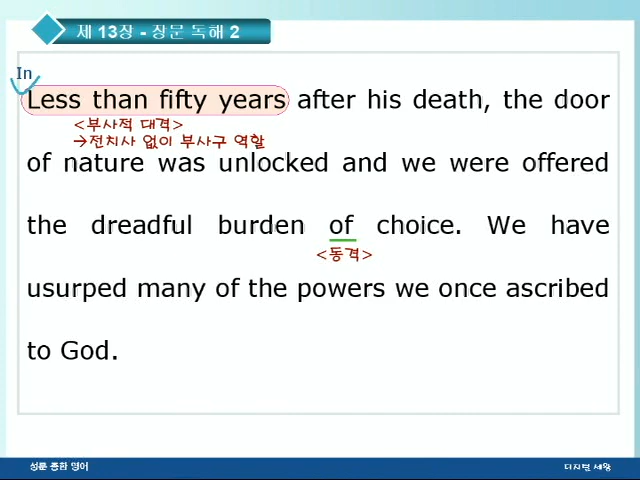 제 13장 - 장문 독해 2
In
Less than fifty years after his death, the door
<부사적 대격>
→전치사 없이 부사구 역할
of nature was unlocked and we were offered
the dreadful burden of choice. We have
<동격>
usurped many of the powers we once ascribed
to God.
성문 종합 영어
디지털 세왕